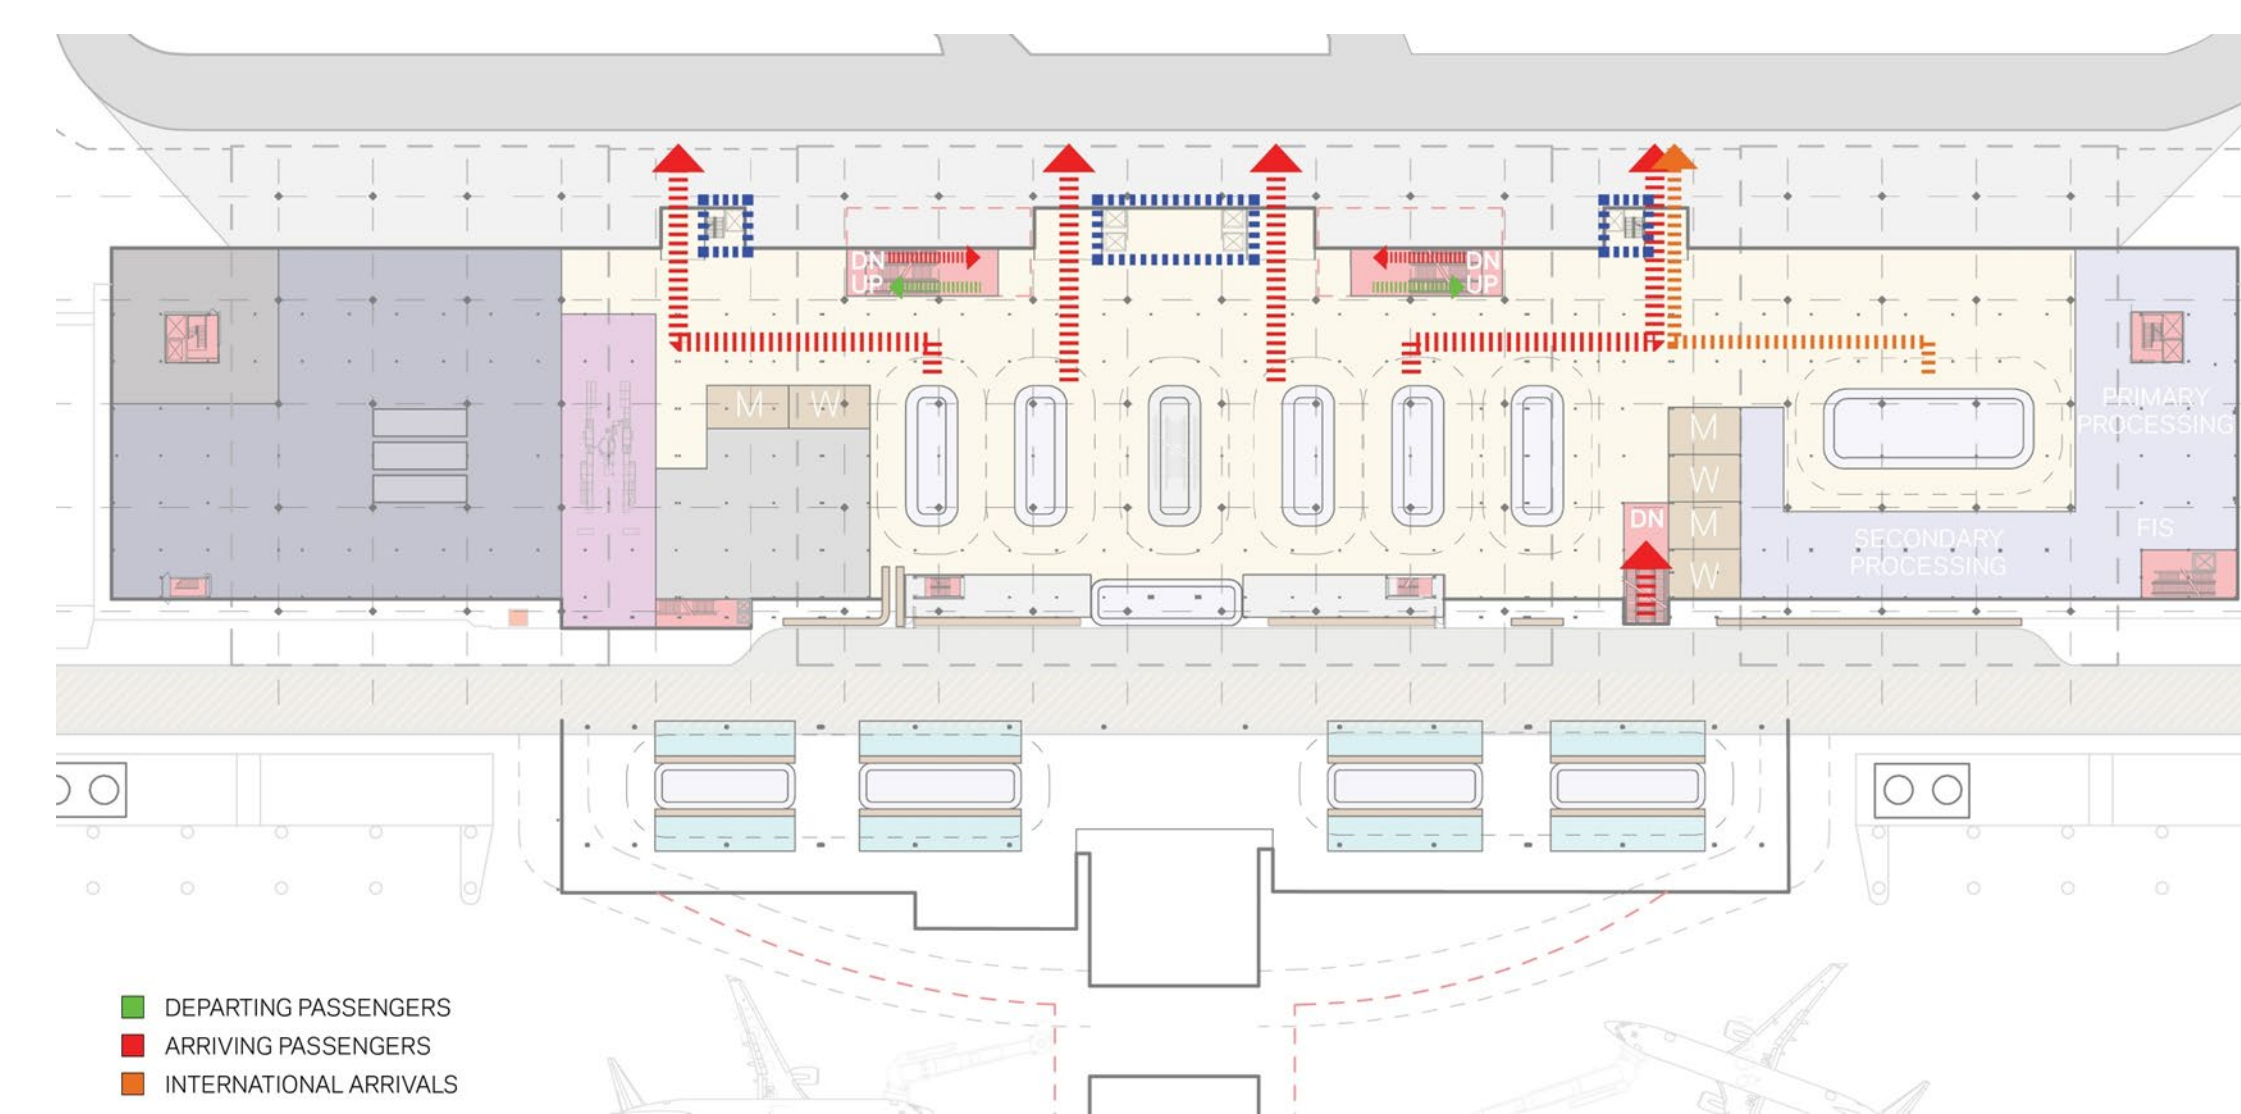 DN
UP
DN
UP
M W
M
W
M
W
DN
PRIMARY
PROCESSING
SECONDARY
PROCESSING
FIS
DEPARTING PASSENGERS
ARRIVING PASSENGERS
INTERNATIONAL ARRIVALS